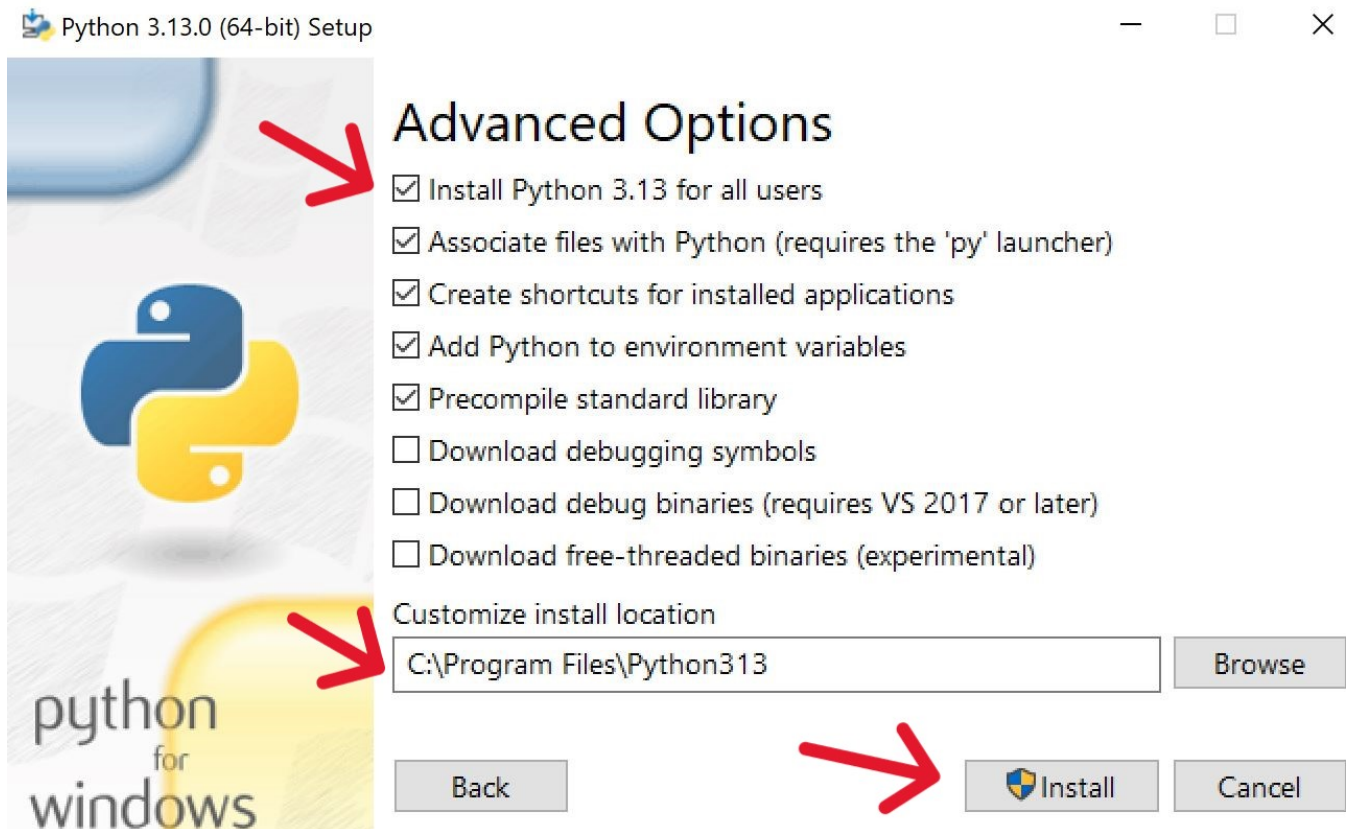 Python 3.13.0 (64-bit) Setup
Advanced Options
Install Python 3.13 for all users
Associate files with Python (requires the 'py' launcher)
Create shortcuts for installed applications
Add Python to environment variables
Precompile standard library
Download debugging symbols
Download debug binaries (requires VS 2017 or later)
Download free-threaded binaries (experimental)
Customize install location
C:\Program Files\Python313
Browse
python
for
windows
Back
Install
Cancel